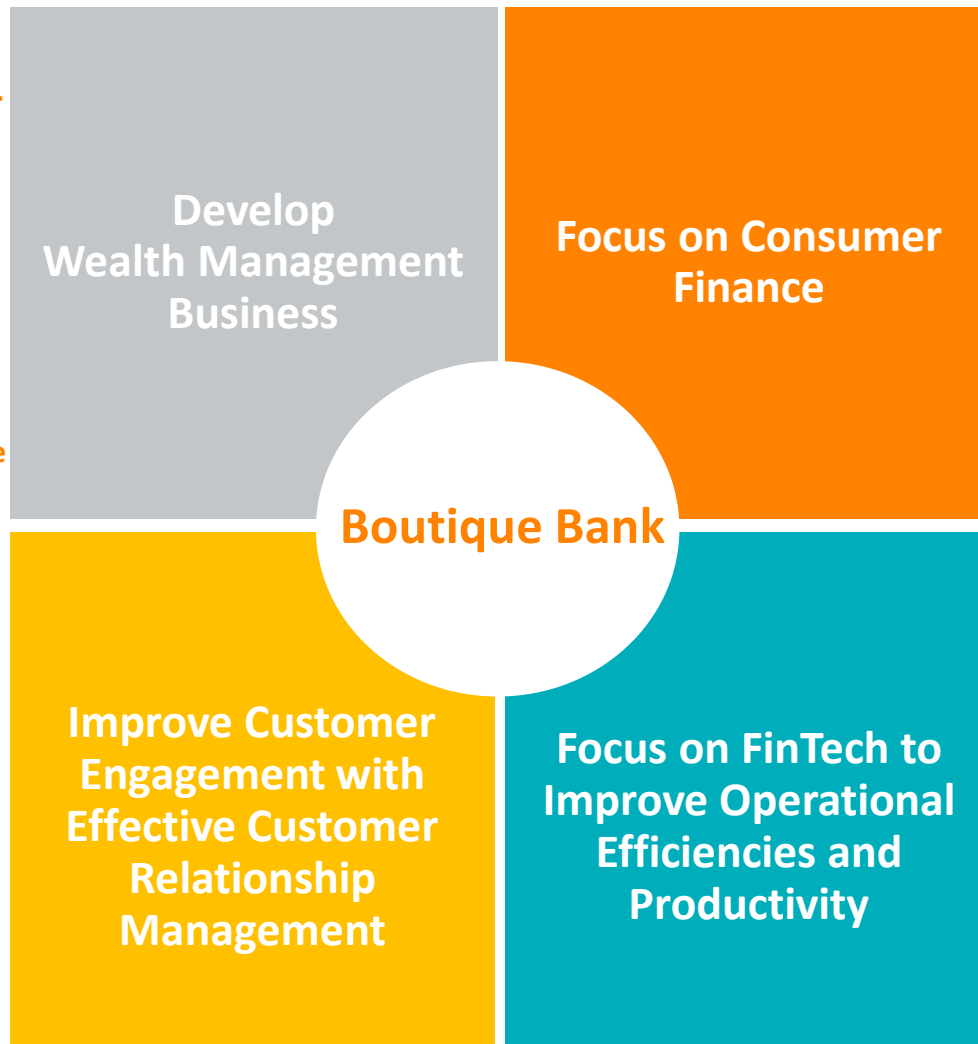 Develop
Wealth Management
Business
Focus on Consumer
Finance
Boutique Bank
Improve Customer
Engagement with
Effective Customer
Relationship
Management
Focus on FinTech to
Improve Operational
Efficiencies and
Productivity